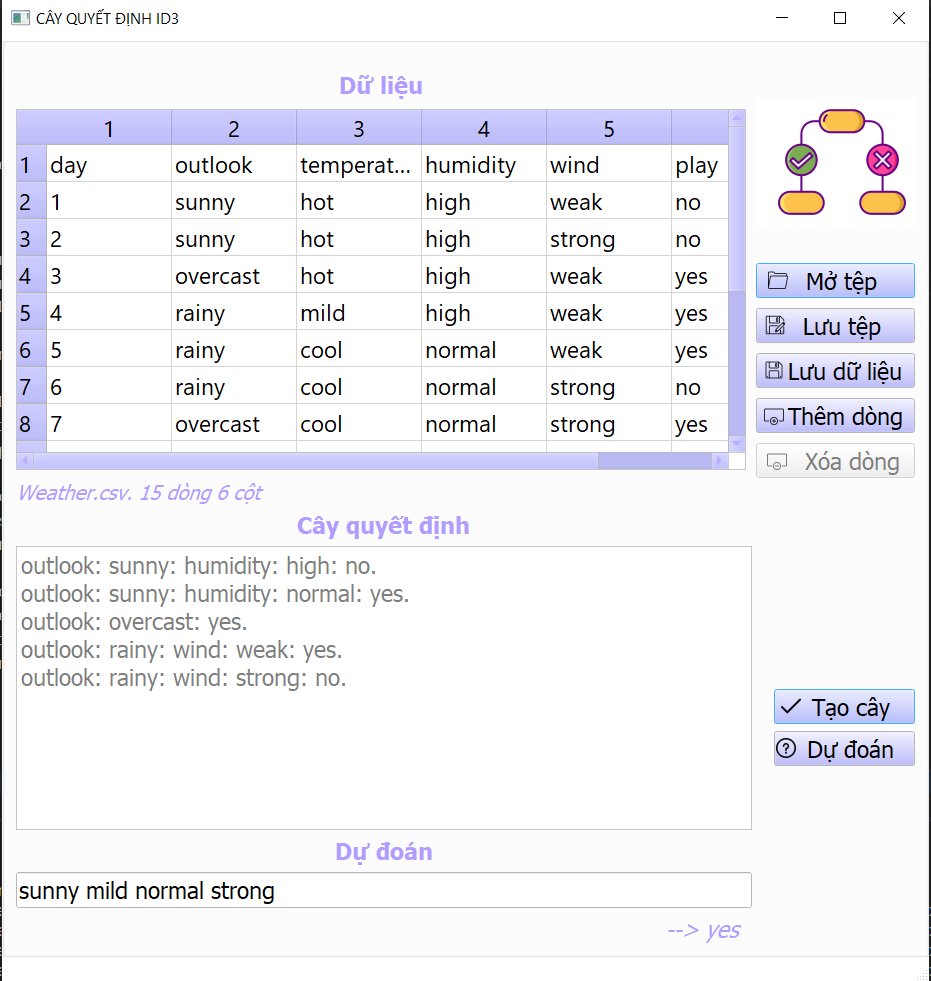 CÂY QUYẾT ĐỊNH ID3
Dữ liệu
1 2 3 4 5
1 day outlook temperat... humidity wind play
2 1 sunny hot high weak no
3 2 sunny hot high strong no
4 3 overcast hot high weak yes
5 4 rainy mild high weak yes
6 5 rainy cool normal weak yes
7 6 rainy cool normal strong no
8 7 overcast cool normal strong yes
Mở tệp
Lưu tệp
Lưu dữ liệu
Thêm dòng
Xóa dòng
Weather.csv. 15 dòng 6 cột
Cây quyết định
outlook: sunny: humidity: high: no.
outlook: sunny: humidity: normal: yes.
outlook: overcast: yes.
outlook: rainy: wind: weak: yes.
outlook: rainy: wind: strong: no.
Tạo cây
Dự đoán
Dự đoán
sunny mild normal strong
--> yes